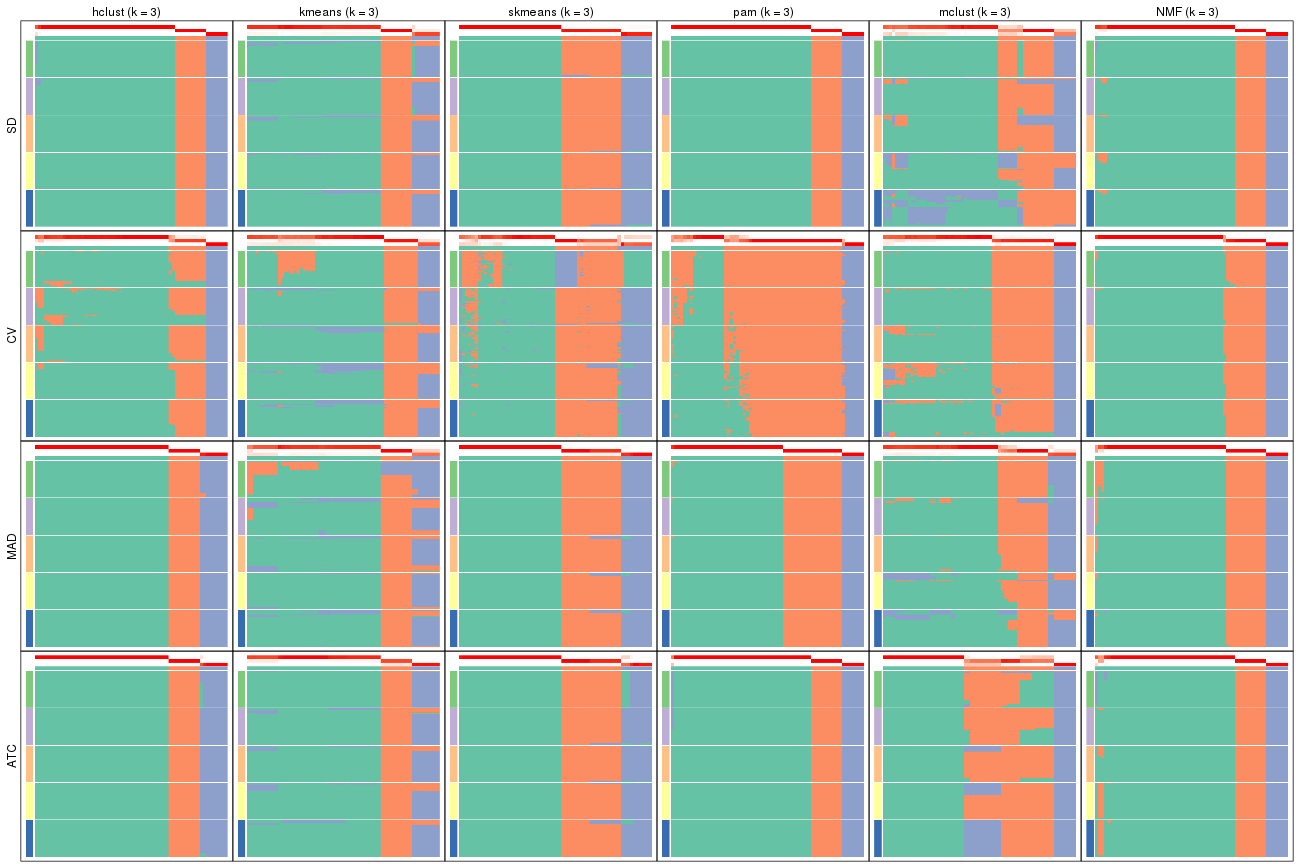 hclust (k = 3)
kmeans (k = 3)
skmeans (k = 3)
pam (k = 3)
mclust (k = 3)
NMF (k = 3)
SD
CV
MAD
ATC